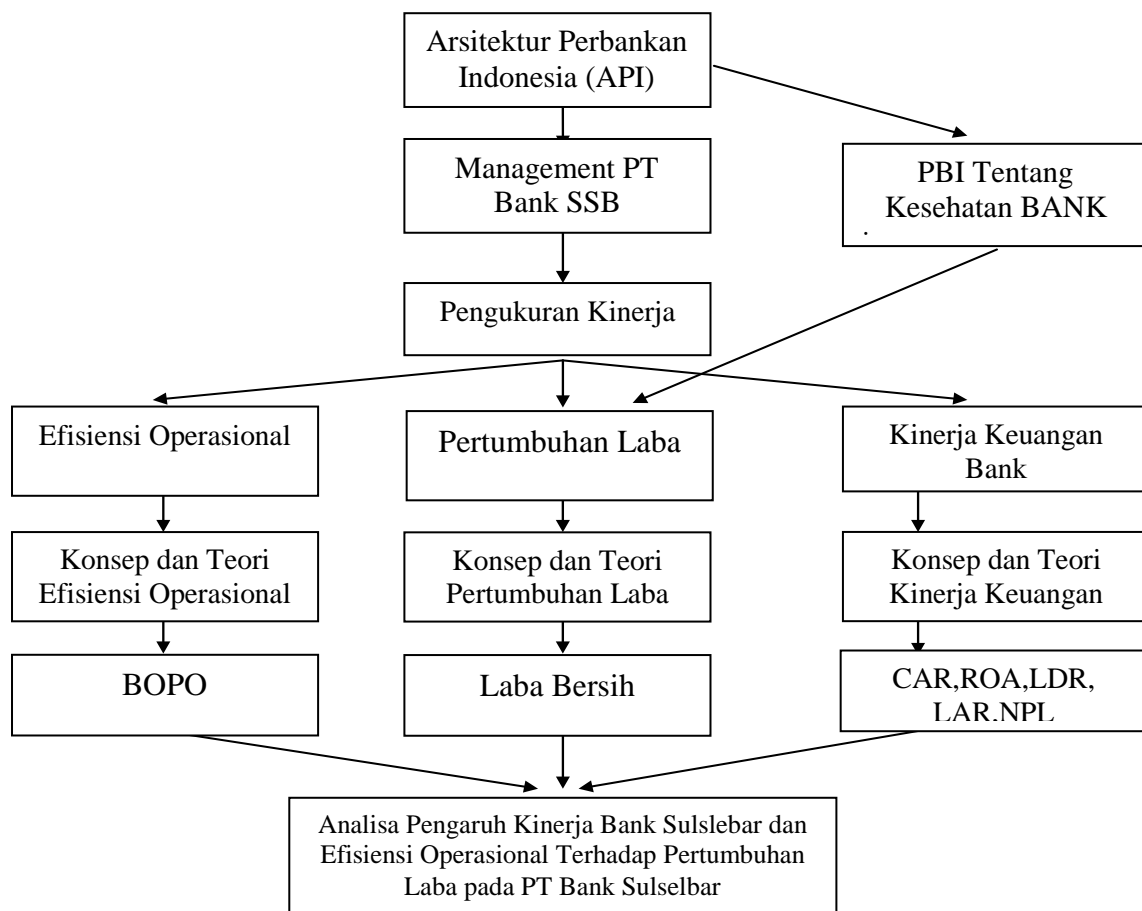 Arsitektur Perbankan
Indonesia (API)
Management PT
Bank SSB
PBI Tentang
Kesehatan BANK
.
Pengukuran Kinerja
Efisiensi Operasional
Pertumbuhan Laba
Kinerja Keuangan
Bank
Konsep dan Teori
Efisiensi Operasional
Konsep dan Teori
Pertumbuhan Laba
Konsep dan Teori
Kinerja Keuangan
BOPO
Laba Bersih
CAR,ROA,LDR,
LAR,NPL
Analisa Pengaruh Kinerja Bank Sulslebar dan
Efisiensi Operasional Terhadap Pertumbuhan
Laba pada PT Bank Sulselbar